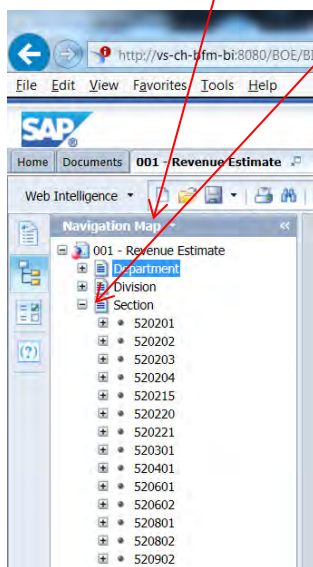 http://vs-ch-bfm-bi:8080/BOE/BI
File Edit View Favorites Tools Help
SAP
Home Documents 001 - Revenue Estimate
Web Intelligence
Navigation Map
001 - Revenue Estimate
Department
Division
Section
520201
520202
520203
520204
520215
520220
520221
520301
520401
520601
520602
520801
520802
520902